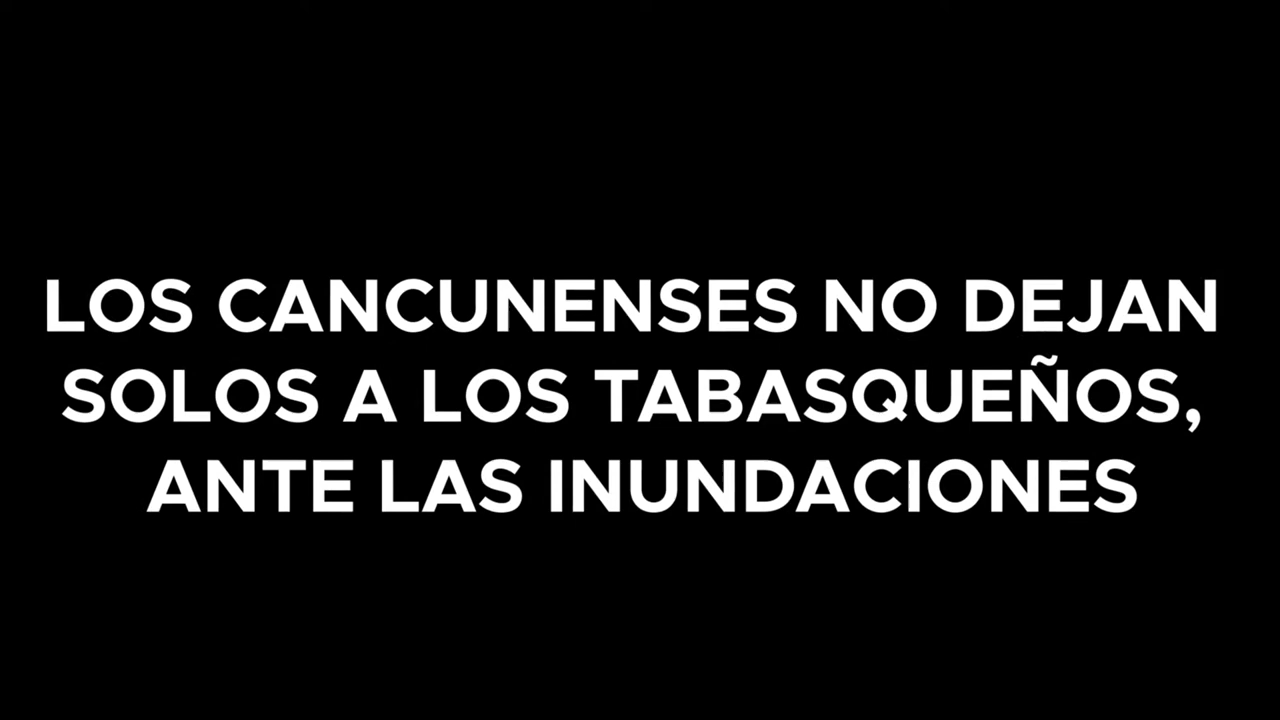 LOS CANCUNENSES NO DEJAN
SOLOS A LOS TABASQUEÑOS,
ANTE LAS INUNDACIONES